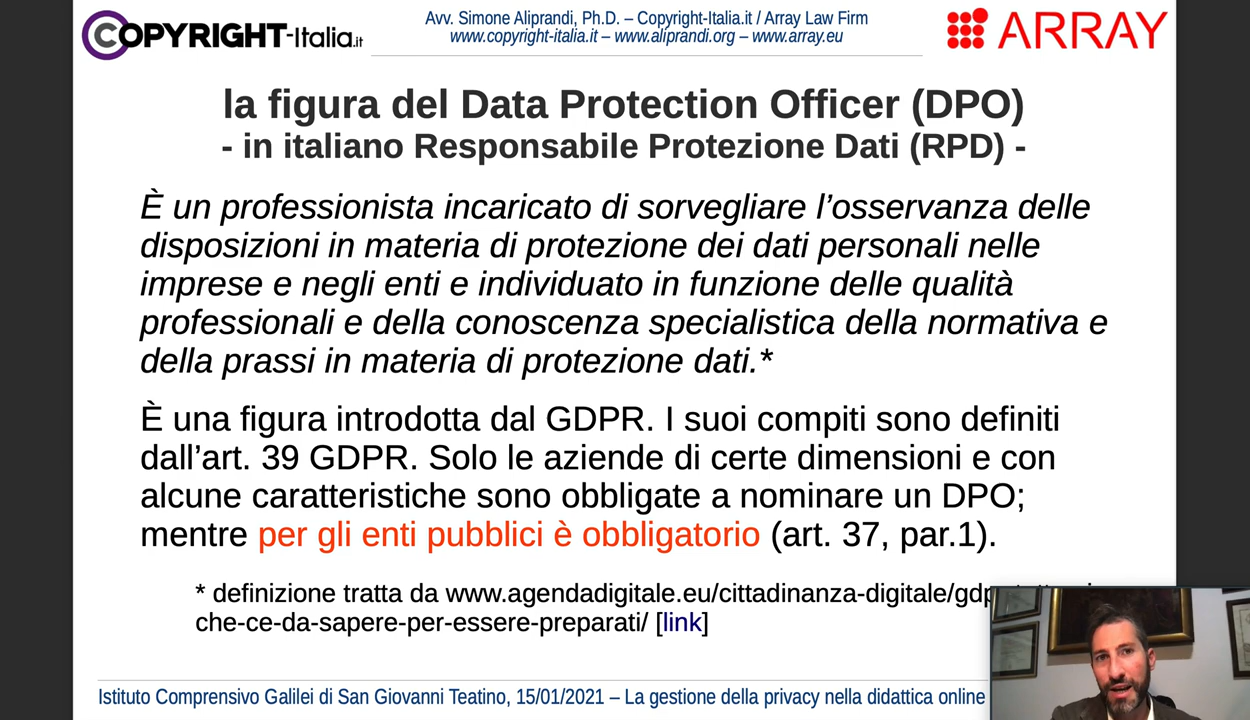 COPYRIGHT-Italia.it
Avv. Simone Aliprandi, Ph.D. – Copyright-Italia.it / Array Law Firm
www.copyright-italia.it – www.aliprandi.org – www.array.eu
ARRAY
la figura del Data Protection Officer (DPO)
- in italiano Responsabile Protezione Dati (RPD) -
È un professionista incaricato di sorvegliare l’osservanza delle
disposizioni in materia di protezione dei dati personali nelle
imprese e negli enti e individuato in funzione delle qualità
professionali e della conoscenza specialistica della normativa e
della prassi in materia di protezione dati.*
È una figura introdotta dal GDPR. I suoi compiti sono definiti
dall’art. 39 GDPR. Solo le aziende di certe dimensioni e con
alcune caratteristiche sono obbligate a nominare un DPO;
mentre per gli enti pubblici è obbligatorio (art. 37, par.1).
* definizione tratta da www.agendadigitale.eu/cittadinanza-digitale/
che-ce-da-sapere-per-essere-preparati/ [link]
Istituto Comprensivo Galilei di San Giovanni Teatino, 15/01/2021 – La gestione della privacy nella didattica online